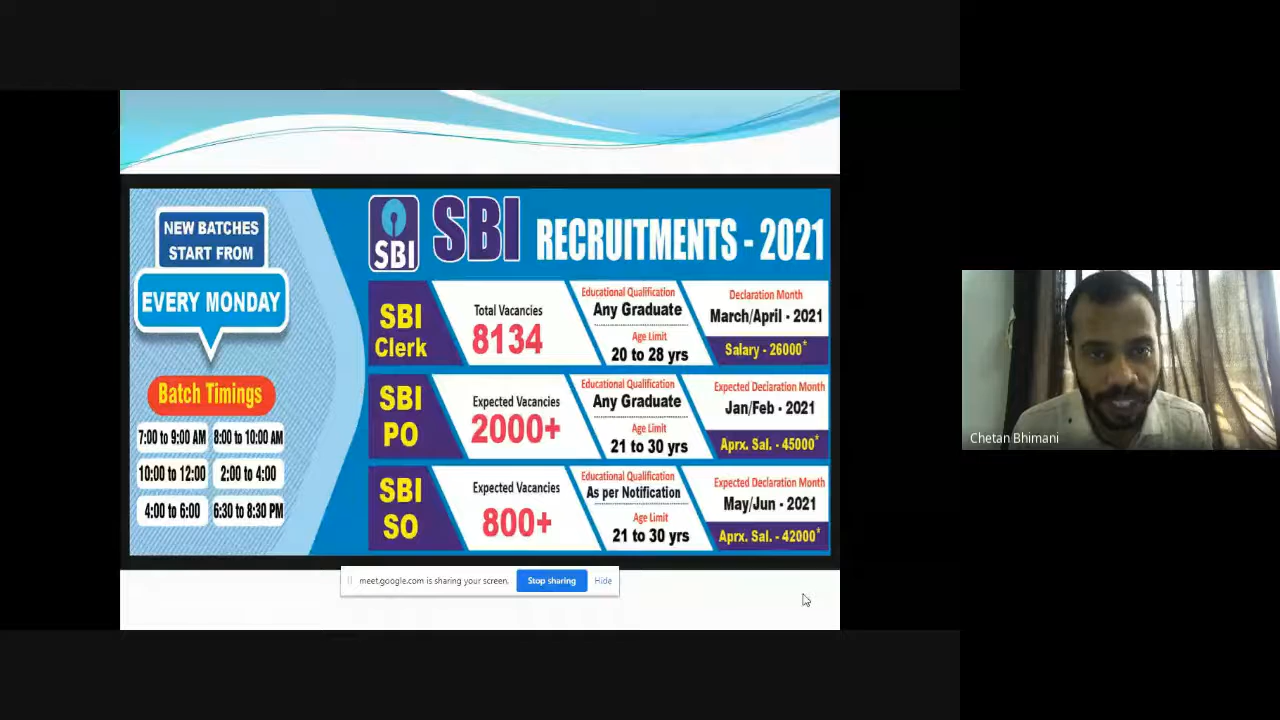 NEW BATCHES
START FROM
EVERY MONDAY
Batch Timings
7:00 to 9:00 AM 8:00 to 10:00 AM
10:00 to 12:00 2:00 to 4:00
4:00 to 6:00 6:30 to 8:30 PM
SBI
SBI RECRUITMENTS - 2021
SBI
Clerk
Total Vacancies
8134
Educational Qualification
Any Graduate
Age Limit
20 to 28 yrs
Declaration Month
March/April - 2021
Salary - 26000*
SBI
PO
Expected Vacancies
2000+
Educational Qualification
Any Graduate
Age Limit
21 to 30 yrs
Expected Declaration Month
Jan/Feb - 2021
Aprx. Sal. - 45000*
SBI
SO
Expected Vacancies
800+
Educational Qualification
As per Notification
Age Limit
21 to 30 yrs
Expected Declaration Month
May/Jun - 2021
Aprx. Sal. - 42000*
meet.google.com is sharing your screen. Stop sharing Hide
Chetan Bhimani